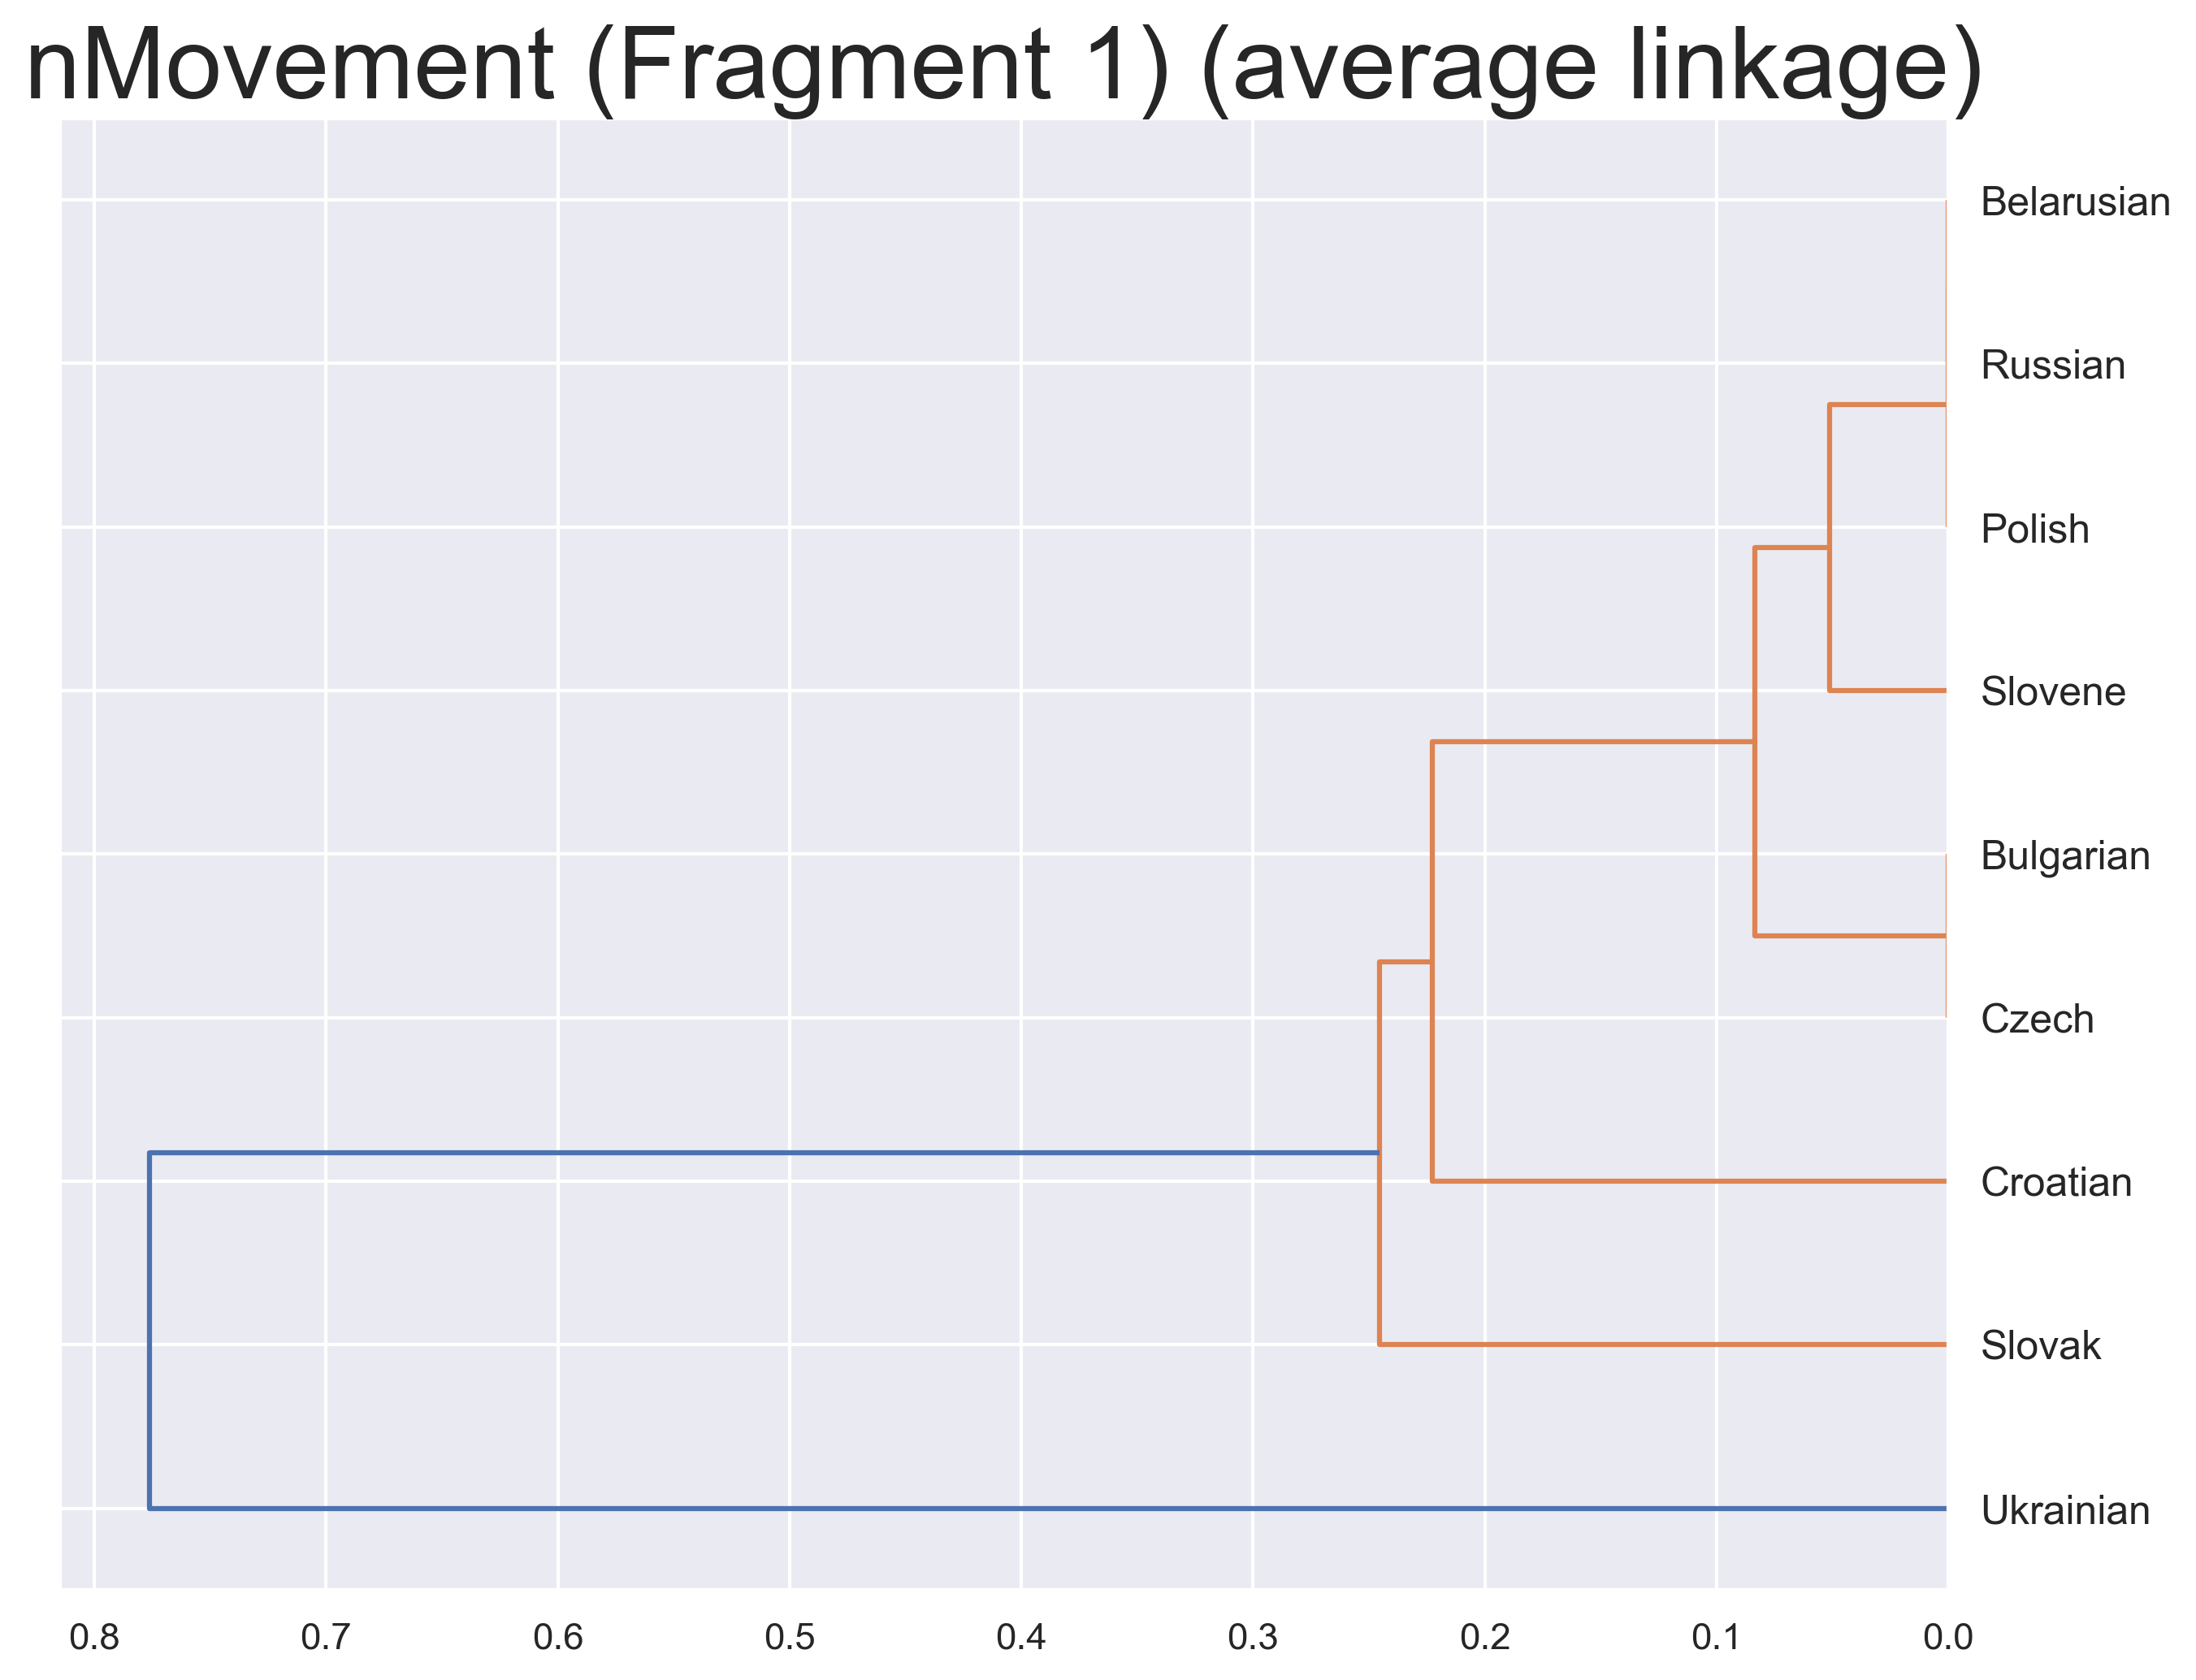 nMovement (Fragment 1) (average linkage)
Belarusian
Russian
Polish
Slovene
Bulgarian
Czech
Croatian
Slovak
Ukrainian
0.8 0.7 0.6 0.5 0.4 0.3 0.2 0.1 0.0